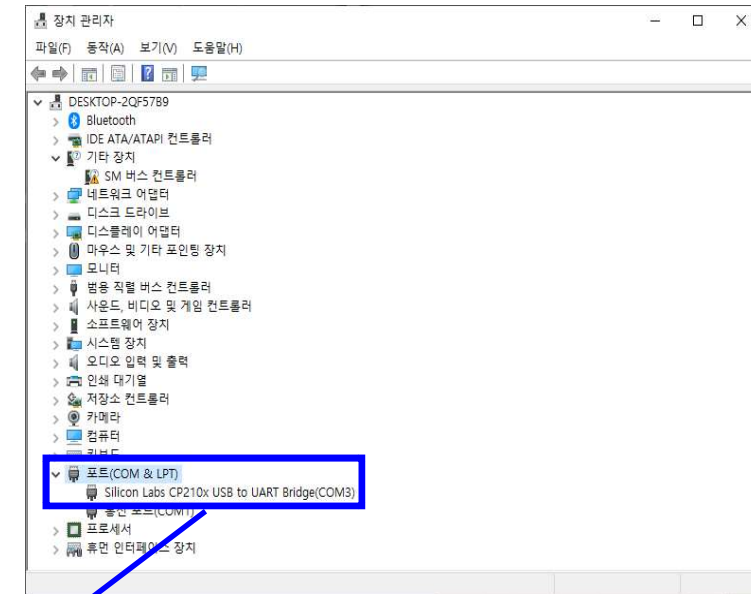 장치 관리자
파일(F) 동작(A) 보기(V) 도움말(H)
DESKTOP-2QF57B9
Bluetooth
IDE ATA/ATAPI 컨트롤러
기타 장치
SM 버스 컨트롤러
네트워크 어댑터
디스크 드라이브
디스플레이 어댑터
마우스 및 기타 포인팅 장치
모니터
범용 직렬 버스 컨트롤러
사운드, 비디오 및 게임 컨트롤러
소프트웨어 장치
시스템 장치
오디오 입력 및 출력
인쇄 대기열
저장소 컨트롤러
카메라
컴퓨터
키보드
포트(COM & LPT)
Silicon Labs CP210x USB to UART Bridge(COM3)
통신 포트(COM1)
프로세서
휴먼 인터페이스 장치